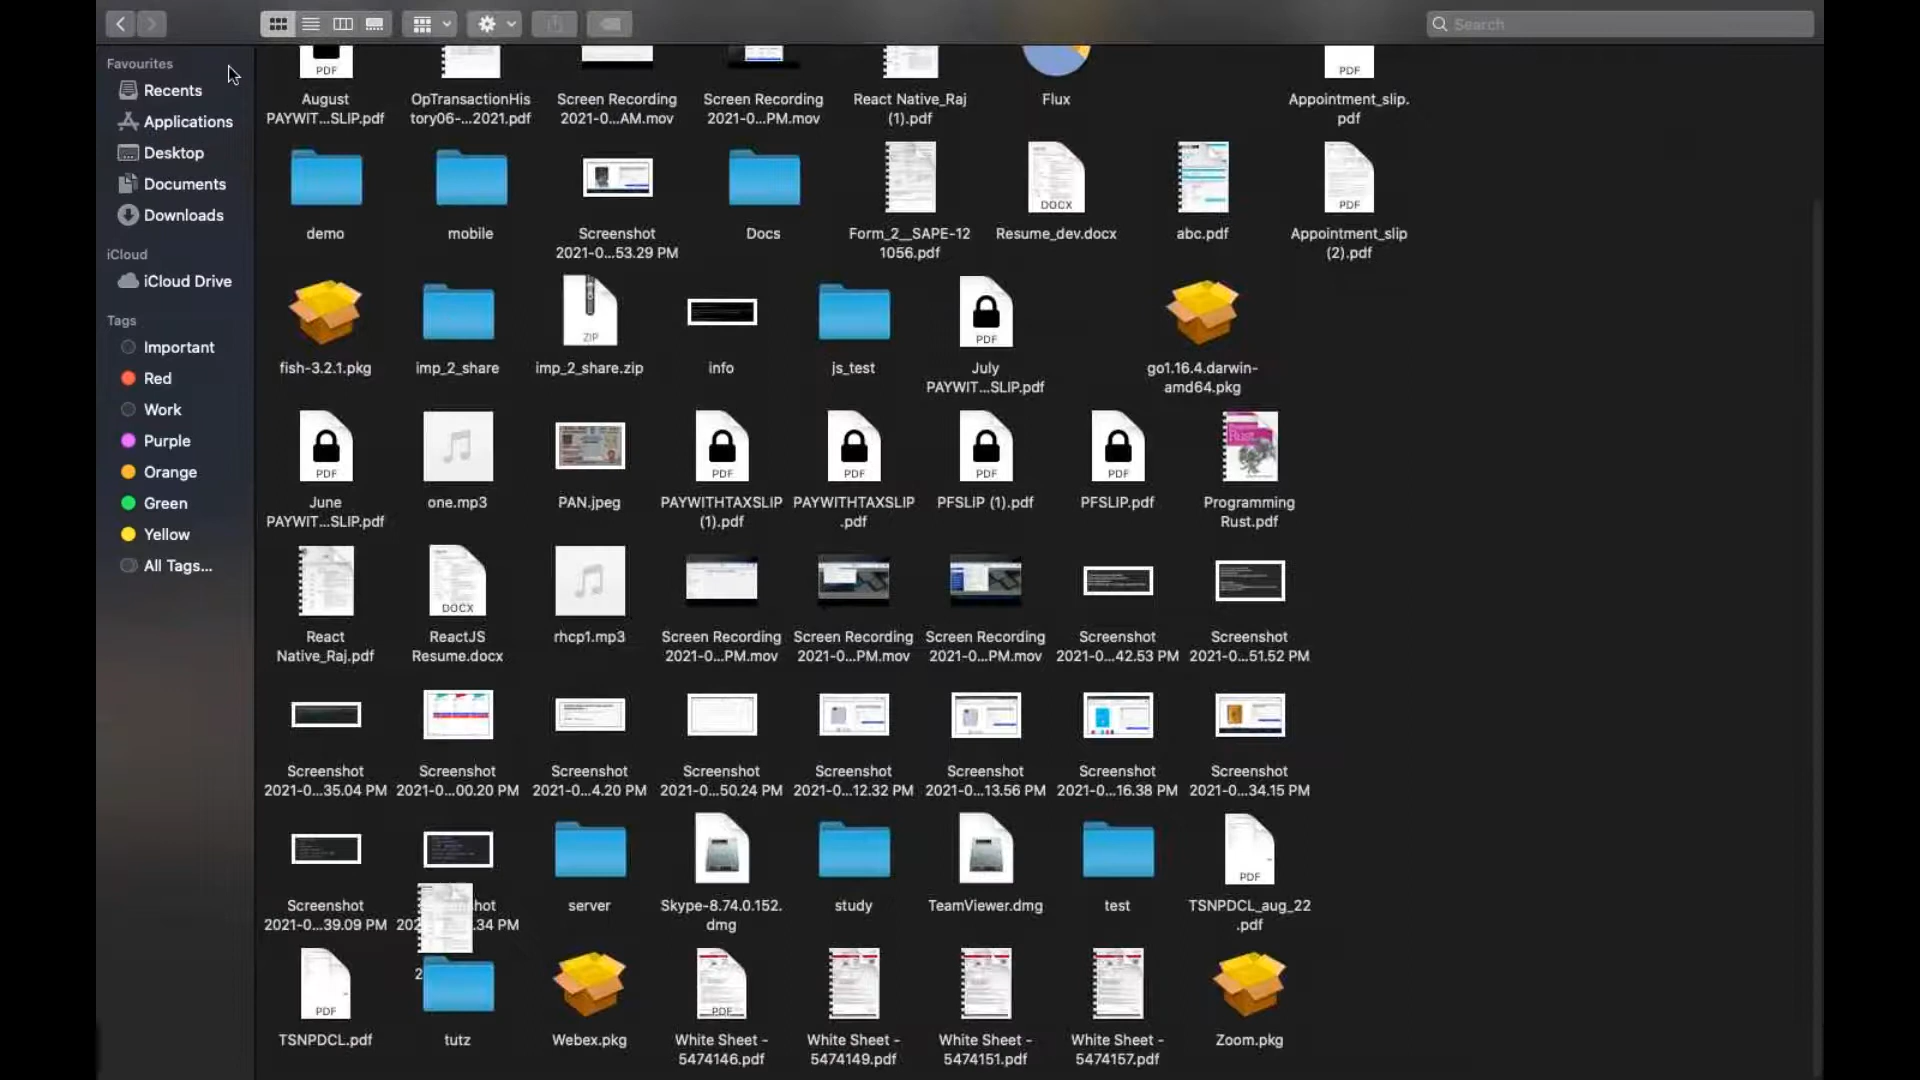 Search
Favourites
Recents
Applications
Desktop
Documents
Downloads
iCloud
iCloud Drive
Tags
Important
Red
Work
Purple
Orange
Green
Yellow
All Tags...
PDF
PDF
August
PAYWIT...SLIP.pdf
OpTransactionHis
tory06-...2021.pdf
Screen Recording
2021-0...AM.mov
Screen Recording
2021-0...PM.mov
React Native_Raj
(1).pdf
Flux
Appointment_slip.
pdf
DOCX
PDF
demo
mobile
Screenshot
2021-0...53.29 PM
Docs
Form_2__SAPE-12
1056.pdf
Resume_dev.docx
abc.pdf
Appointment_slip
(2).pdf
ZIP
PDF
fish-3.2.1.pkg
imp_2_share
imp_2_share.zip
info
js_test
July
PAYWIT...SLIP.pdf
go1.16.4.darwin-
amd64.pkg
PDF
PDF
PDF
PDF
PDF
Rust
June
PAYWIT...SLIP.pdf
one.mp3
PAN.jpeg
PAYWITHTAXSLIP
(1).pdf
PAYWITHTAXSLIP
.pdf
PFSLIP (1).pdf
PFSLIP.pdf
Programming
Rust.pdf
DOCX
React
Native_Raj.pdf
ReactJS
Resume.docx
rhcp1.mp3
Screen Recording
2021-0...PM.mov
Screen Recording
2021-0...PM.mov
Screen Recording
2021-0...PM.mov
Screenshot
2021-0...42.53 PM
Screenshot
2021-0...51.52 PM
Screenshot
2021-0...35.04 PM
Screenshot
2021-0...00.20 PM
Screenshot
2021-0...4.20 PM
Screenshot
2021-0...50.24 PM
Screenshot
2021-0...12.32 PM
Screenshot
2021-0...13.56 PM
Screenshot
2021-0...16.38 PM
Screenshot
2021-0...34.15 PM
PDF
Screenshot
2021-0...39.09 PM
.34 PM
server
Skype-8.74.0.152.
dmg
study
TeamViewer.dmg
test
TSNPDCL_aug_22
.pdf
PDF
PDF
TSNPDCL.pdf
tutz
Webex.pkg
White Sheet -
5474146.pdf
White Sheet -
5474149.pdf
White Sheet -
5474151.pdf
White Sheet -
5474157.pdf
Zoom.pkg